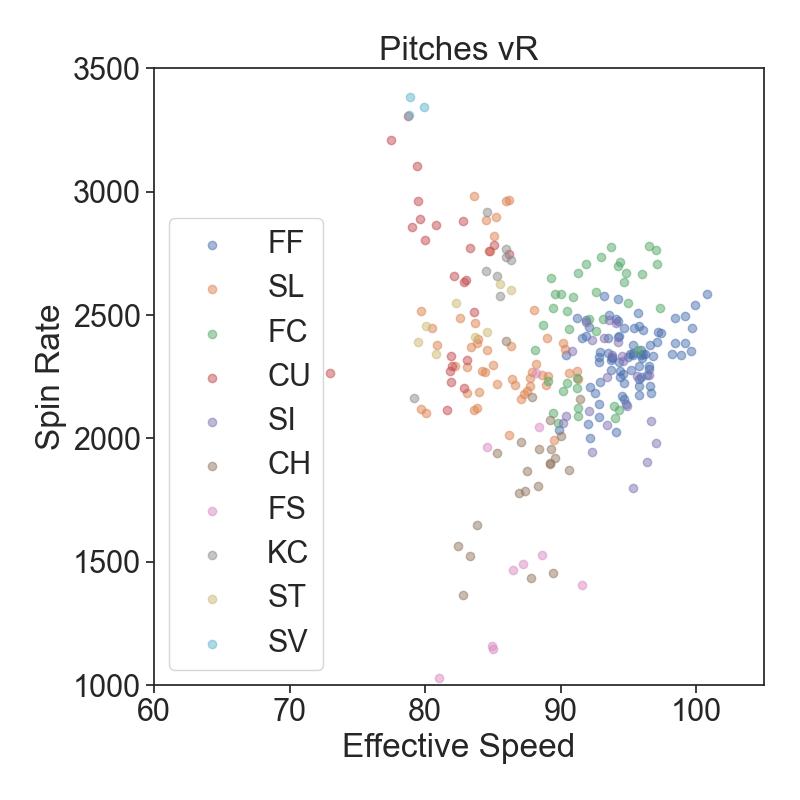 Pitches vR
3500
3000
2500
2000
1500
1000
Spin Rate
FF
SL
FC
CU
SI
CH
FS
KC
ST
SV
60 70 80 90 100
Effective Speed